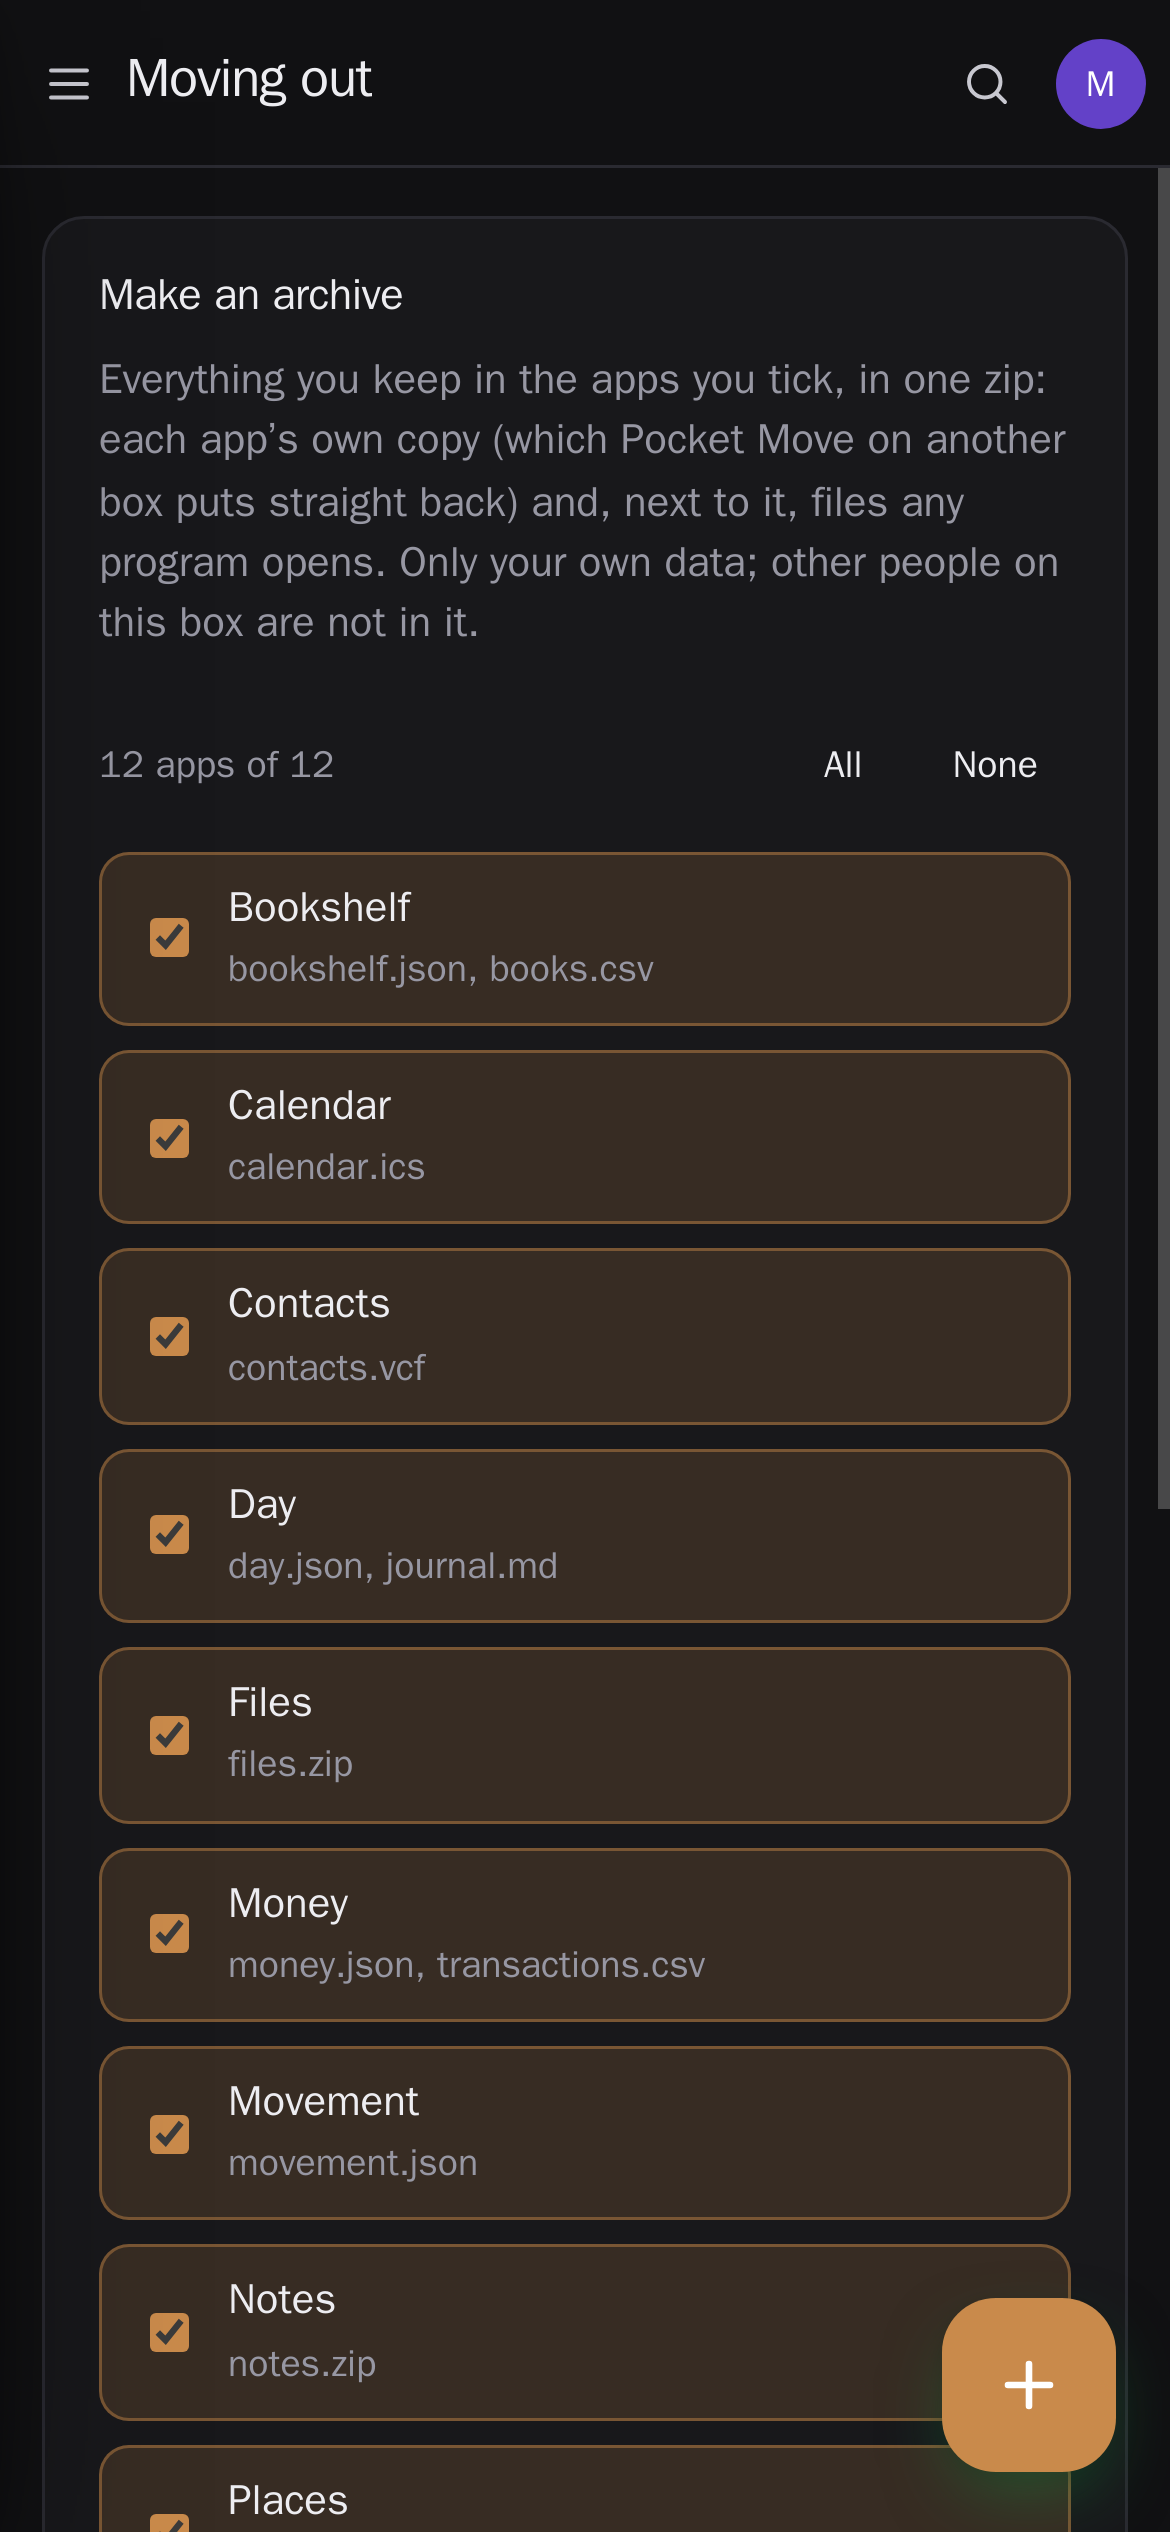 Moving out
M
Make an archive
Everything you keep in the apps you tick, in one zip:
each app’s own copy (which Pocket Move on another
box puts straight back) and, next to it, files any
program opens. Only your own data; other people on
this box are not in it.
12 apps of 12
All
None
Bookshelf
bookshelf.json, books.csv
Calendar
calendar.ics
Contacts
contacts.vcf
Day
day.json, journal.md
Files
files.zip
Money
money.json, transactions.csv
Movement
movement.json
Notes
notes.zip
Places